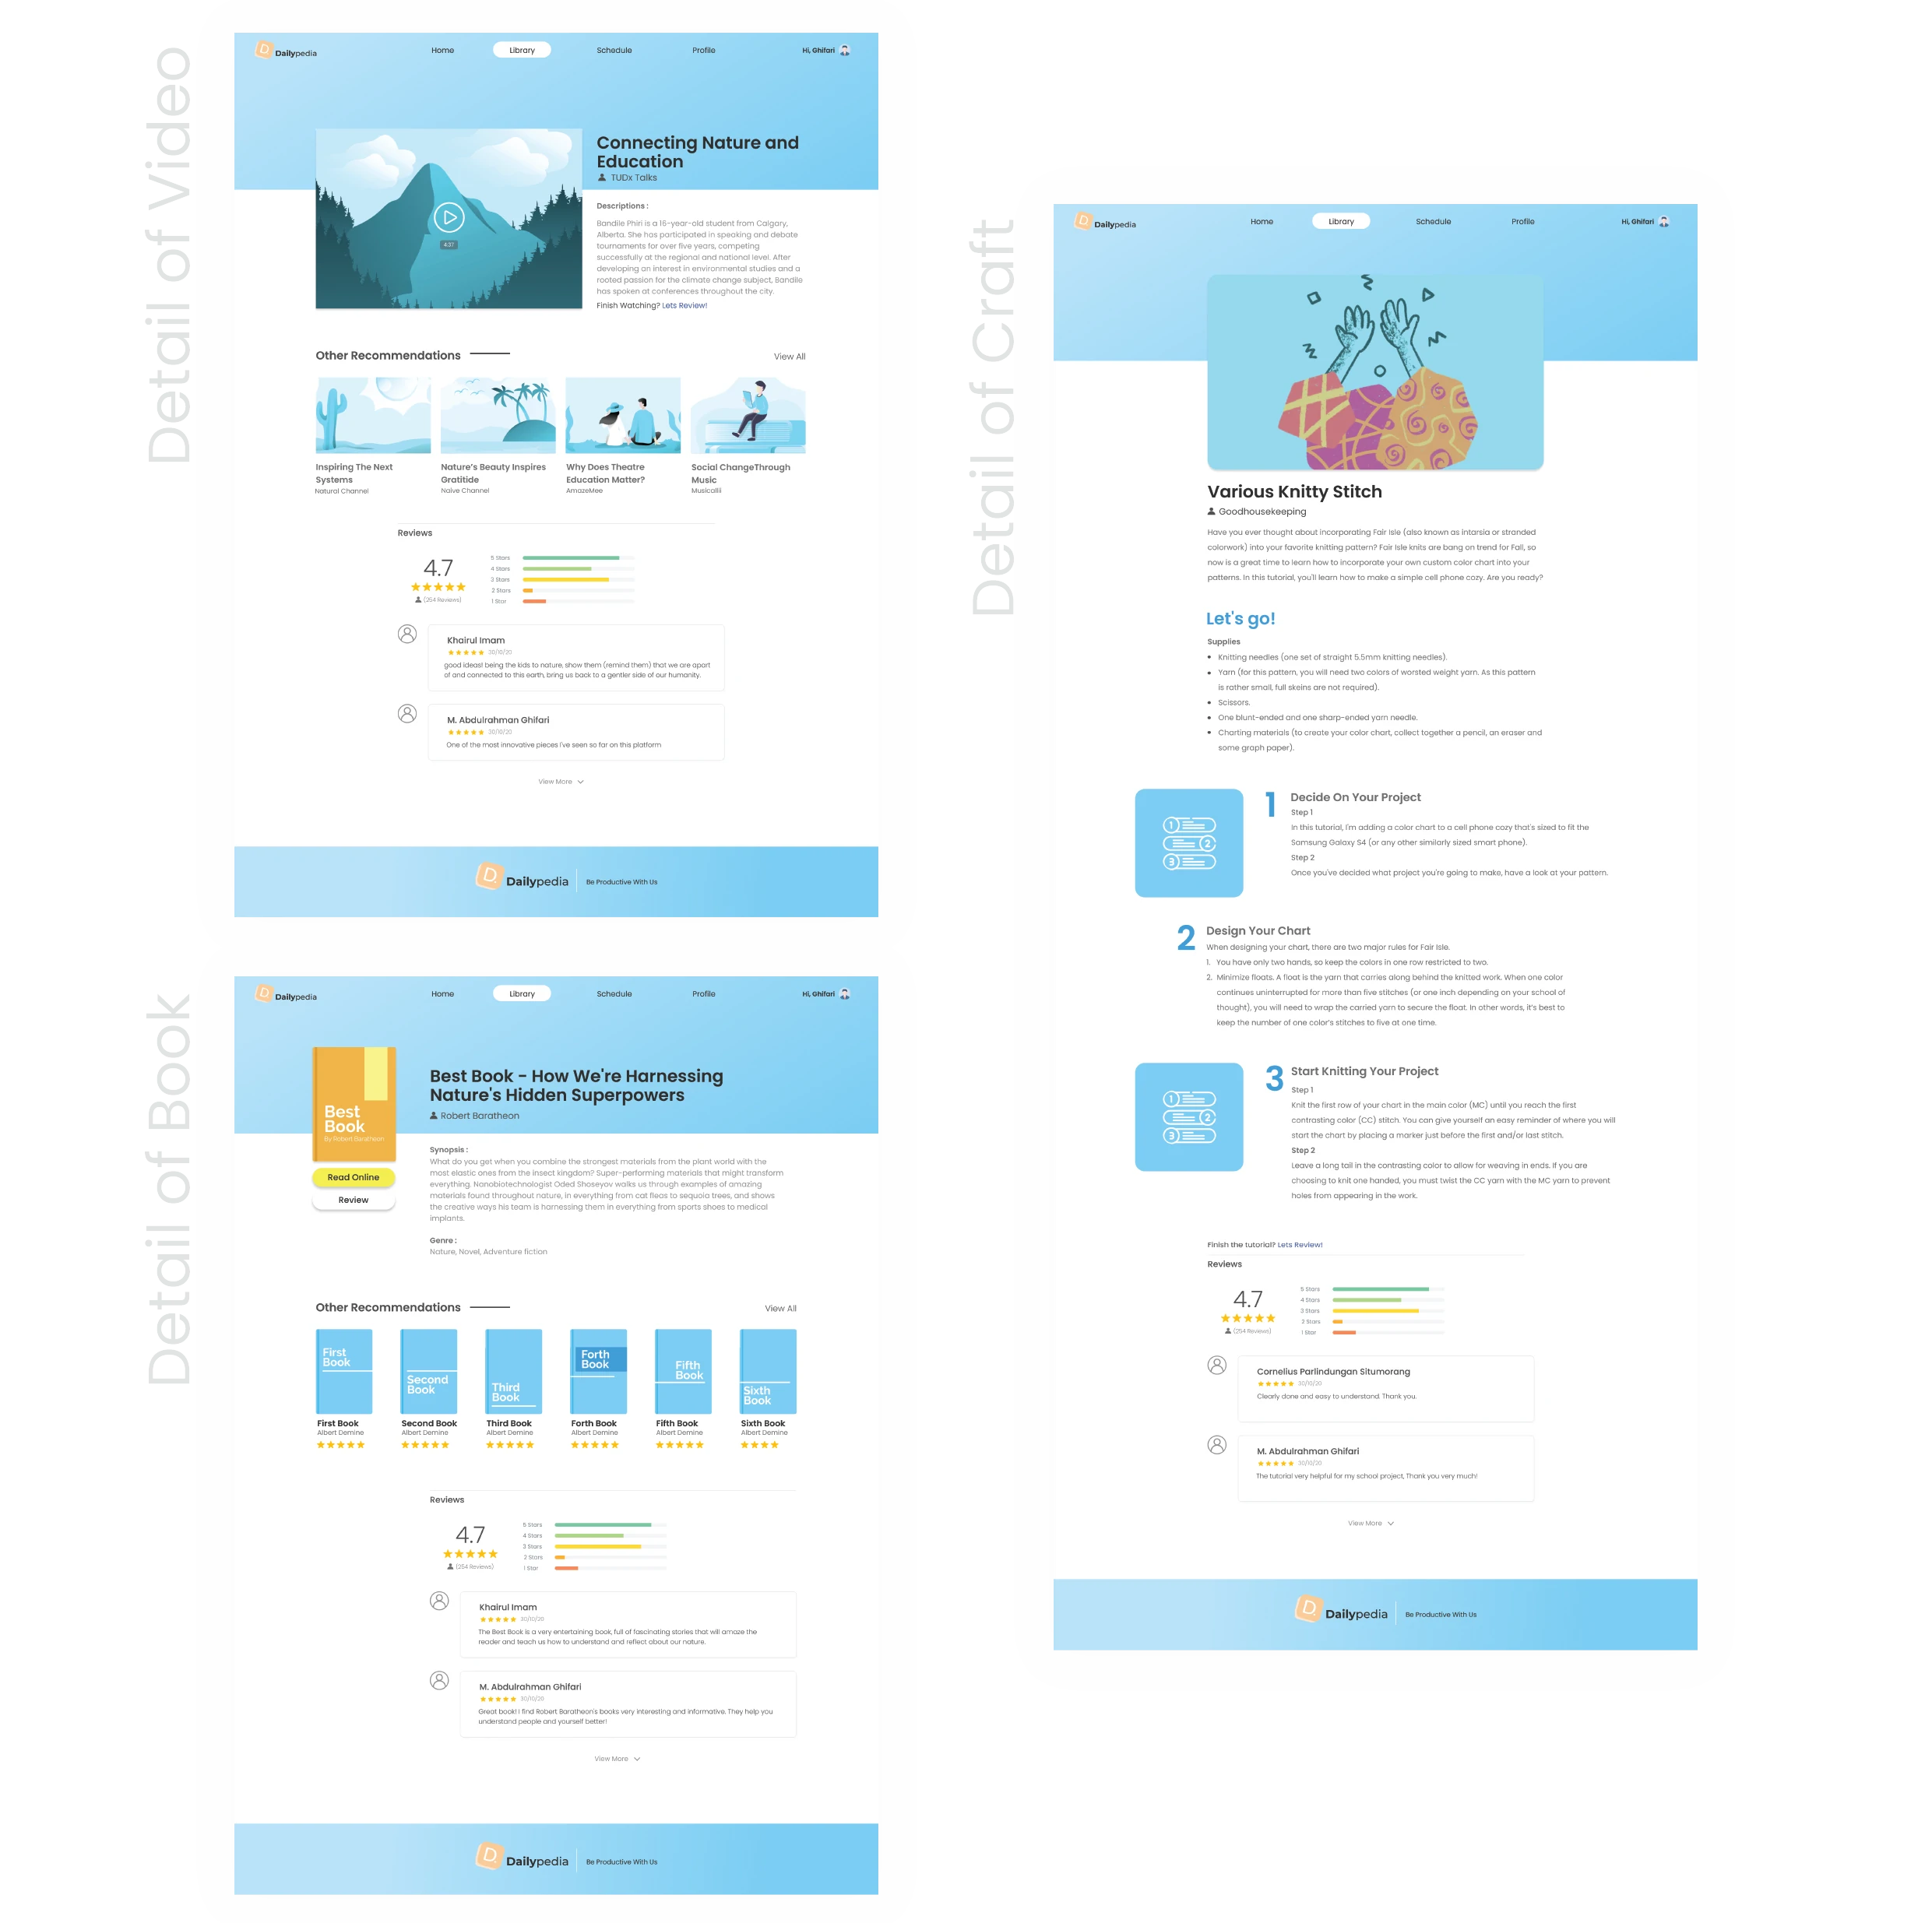 Detail of Video
Dailypedia
Home
Library
Schedule
Profile
Hi, Ghifari
Connecting Nature and
Education
TUDx Talks
4:37
Descriptions :
Bandile Phiri is a 16-year-old student from Calgary,
Alberta. She has participated in speaking and debate
tournaments for over five years, competing
successfully at the regional and national level. After
developing an interest in environmental studies and a
rooted passion for the climate change subject, Bandile
has spoken at conferences throughout the city.
Finish Watching? Lets Review!
Other Recommendations
View All
Inspiring The Next
Systems
Natural Channel
Nature's Beauty Inspires
Gratitide
Naive Channel
Why Does Theatre
Education Matter?
AmazeMee
Social ChangeThrough
Music
Musicallii
Reviews
4.7
(254 Reviews)
5 Stars
4 Stars
3 Stars
2 Stars
1 Star
Khairul Imam
30/10/20
good ideas! being the kids to nature, show them (remind them) that we are apart
of and connected to this earth, bring us back to a gentler side of our humanity.
M. Abdulrahman Ghifari
28/10/20
One of the most innovative pieces I've seen so far on this platform
View More
D
Dailypedia
Be Productive With Us
Detail of Book
Dailypedia
Home
Library
Schedule
Profile
Hi, Ghifari
Best
Book
By Robert Baratheon
Read Online
Review
Best Book - How We're Harnessing
Nature's Hidden Superpowers
Robert Baratheon
Synopsis :
What do you get when you combine the strongest materials from the plant world with the
most elastic ones from the insect kingdom? Super-performing materials that might transform
everything. Nanobiotechnologist Oded Shoseyov walks us through examples of amazing
materials found throughout nature, in everything from cat fleas to sequoia trees, and shows
the creative ways his team is harnessing them in everything from sports shoes to medical
implants.
Genre :
Nature, Novel, Adventure fiction
Other Recommendations
View All
First
Book
Second
Book
Third
Book
Forth
Book
Fifth
Book
Sixth
Book
First Book
Albert Demine
Second Book
Albert Demine
Third Book
Albert Demine
Forth Book
Albert Demine
Fifth Book
Albert Demine
Sixth Book
Albert Demine
Reviews
4.7
(254 Reviews)
5 Stars
4 Stars
3 Stars
2 Stars
1 Star
Khairul Imam
30/10/20
The Best Book is a very entertaining book, full of fascinating stories that will amaze the
reader and teach us how to understand and reflect about our nature.
M. Abdulrahman Ghifari
30/10/20
Great book! I find Robert Baratheon's books very interesting and informative. They help you
understand people and yourself better!
View More
D
Dailypedia
Be Productive With Us
Detail of Craft
Dailypedia
Home
Library
Schedule
Profile
Hi, Ghifari
Various Knitty Stitch
Goodhousekeeping
Have you ever thought about incorporating Fair Isle (also known as intarsia or stranded
colorwork) into your favorite knitting pattern? Fair Isle knits are bang on trend for Fall, so
now is a great time to learn how to incorporate your own custom color chart into your
patterns. In this tutorial, you'll learn how to make a simple cell phone cozy. Are you ready?
Let's go!
Supplies
Knitting needles (one set of straight 5.5mm knitting needles).
Yarn (for this pattern, you will need two colors of worsted weight yarn. As this pattern
is rather small, full skeins are not required).
Scissors.
One blunt-ended and one sharp-ended yarn needle.
Charting materials (to create your color chart, collect together a pencil, an eraser and
some graph paper).
1 2 3
1
Decide On Your Project
Step 1
In this tutorial, I'm adding a color chart to a cell phone cozy that's sized to fit the
Samsung Galaxy S4 (or any other similarly sized smart phone).
Step 2
Once you've decided what project you're going to make, have a look at your pattern.
2
Design Your Chart
When designing your chart, there are two major rules for Fair Isle.
1. You have only two hands, so keep the colors in one row restricted to two.
2. Minimize floats. A float is the yarn that carries along behind the knitted work. When one color
continues uninterrupted for more than five stitches (or one inch depending on your school of
thought), you will need to wrap the carried yarn to secure the float. In other words, it's best to
keep the number of one color's stitches to five at one time.
1 2 3
3
Start Knitting Your Project
Step 1
Knit the first row of your chart in the main color (MC) until you reach the first
contrasting color (CC) stitch. You can give yourself an easy reminder of where you will
start the chart by placing a marker just before the first and/or last stitch.
Step 2
Leave a long tail in the contrasting color to allow for weaving in ends. If you are
choosing to knit one handed, you must twist the CC yarn with the MC yarn to prevent
holes from appearing in the work.
Finish the tutorial? Lets Review!
Reviews
4.7
(254 Reviews)
5 Stars
4 Stars
3 Stars
2 Stars
1 Star
Cornelius Parlindungan Situmorang
30/10/20
Clearly done and easy to understand. Thank you.
M. Abdulrahman Ghifari
30/10/20
The tutorial very helpful for my school project, Thank you very much!
View More
D
Dailypedia
Be Productive With Us